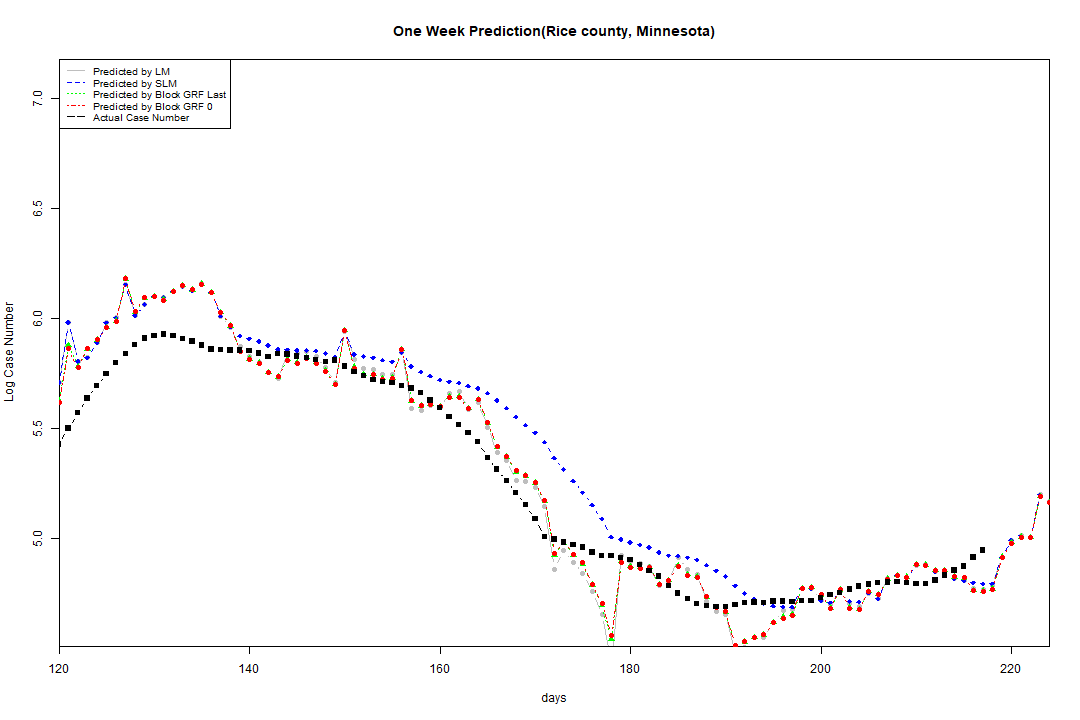 One Week Prediction(Rice county, Minnesota)
Predicted by LM
Predicted by SLM
Predicted by Block GRF Last
Predicted by Block GRF 0
Actual Case Number
7.0
6.5
6.0
5.5
5.0
Log Case Number
120 140 160 180 200 220
days